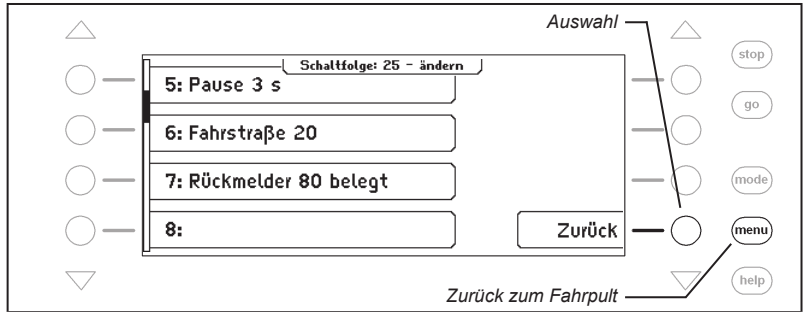 Auswahl
stop
Schaltfolge: 25 - ändern
5: Pause 3 s
go
6: Fahrstraße 20
7: Rückmelder 80 belegt
mode
8:
Zurück
menu
help
Zurück zum Fahrpult